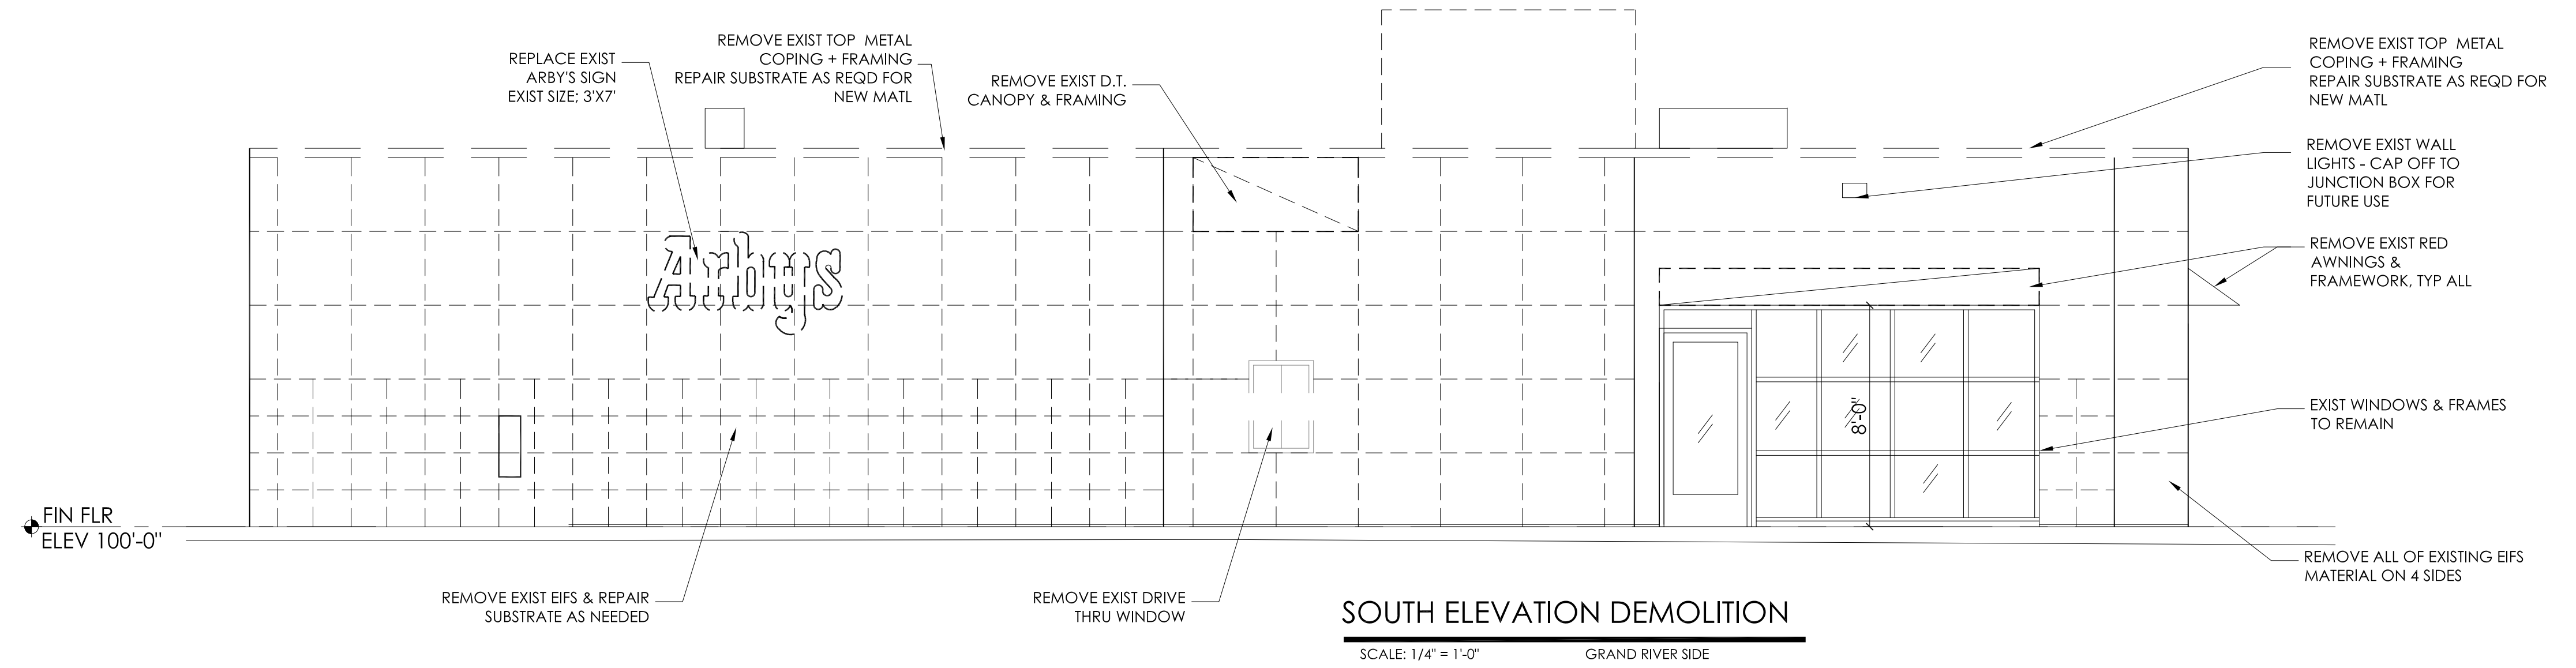 REPLACE EXIST
ARBY'S SIGN
EXIST SIZE; 3'X7'
REMOVE EXIST TOP METAL
COPING + FRAMING
REPAIR SUBSTRATE AS REQD FOR
NEW MATL
REMOVE EXIST D.T.
CANOPY & FRAMING
REMOVE EXIST TOP METAL
COPING + FRAMING
REPAIR SUBSTRATE AS REQD FOR
NEW MATL
REMOVE EXIST WALL
LIGHTS - CAP OFF TO
JUNCTION BOX FOR
FUTURE USE
REMOVE EXIST RED
AWNINGS &
FRAMEWORK, TYP ALL
Arbys
8'-0"
EXIST WINDOWS & FRAMES
TO REMAIN
FIN FLR
ELEV 100'-0"
REMOVE ALL OF EXISTING EIFS
MATERIAL ON 4 SIDES
REMOVE EXIST EIFS & REPAIR
SUBSTRATE AS NEEDED
REMOVE EXIST DRIVE
THRU WINDOW
SOUTH ELEVATION DEMOLITION
SCALE: 1/4" = 1'-0"
GRAND RIVER SIDE